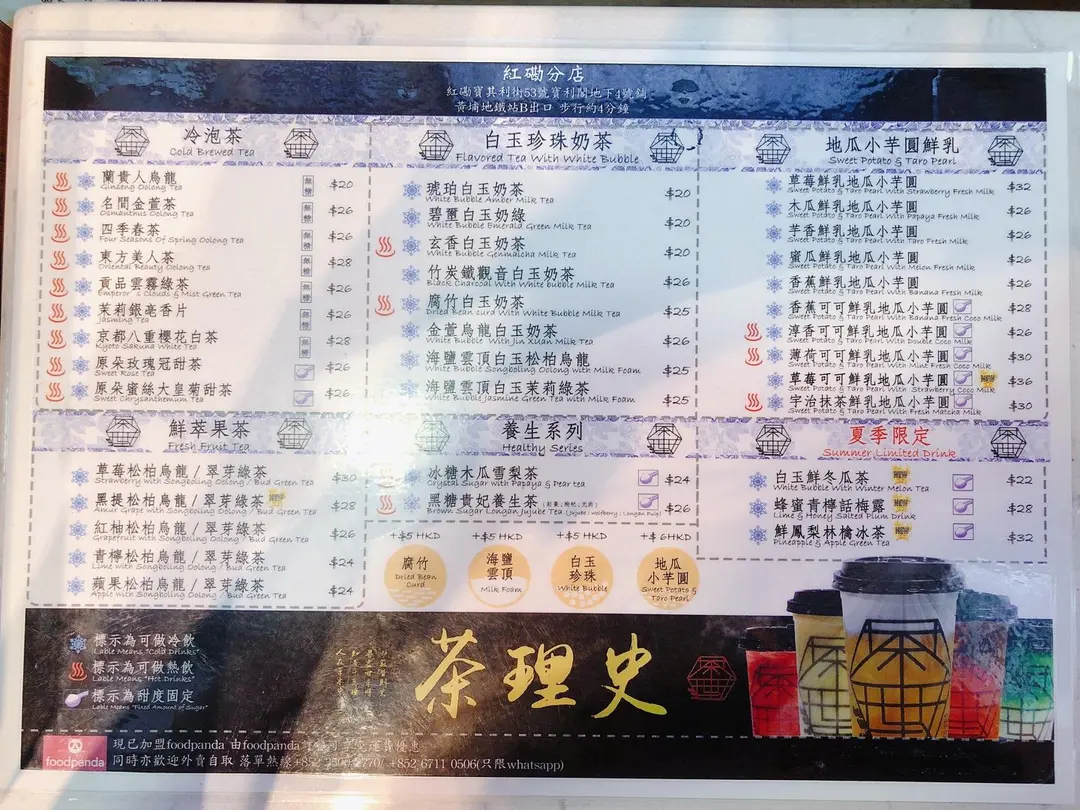 紅磡分店
紅磡寶其利街53號寶利閣地下4號舖
黃埔地鐵站B出口 步行約4分鐘
冷泡茶
Cold Brewed Tea
蘭貴人烏龍 無糖 $20
Ginseng Oolong Tea
名間金萱茶 無糖 $26
Osmanthus Oolong Tea
四季春茶 無糖 $26
Four Seasons Of Spring Oolong Tea
東方美人茶 無糖 $28
Oriental Beauty Oolong Tea
貢品雲霧綠茶 無糖 $26
Emperor's Clouds & Mist Green Tea
茉莉銀毫香片 無糖 $26
Jasming Tea
京都八重櫻花白茶 無糖 $28
Kyoto Sakura White Tea
原朵玫瑰冠甜茶 $26
Sweet Rose Tea
原朵蜜絲大皇菊甜茶 $26
Sweet Chrysanthemum Tea
白玉珍珠奶茶
Flavored Tea With White Bubble
琥珀白玉奶茶 $20
White Bubble Amber Milk Tea
碧璽白玉奶綠 $20
White Bubble Emerald Green Milk Tea
玄香白玉奶茶 $20
White Bubble Genmaicha Milk Tea
竹炭鐵觀音白玉奶茶 $26
Black Charcoal With White bubble Milk Tea
腐竹白玉奶茶 $25
Dried Bean curd With White Bubble Milk Tea
金萱烏龍白玉奶茶 $26
White Bubble With Jin Xuan Milk Tea
海鹽雲頂白玉松柏烏龍 $25
White Bubble Songboling Oolong with Milk Foam
海鹽雲頂白玉茉莉綠茶 $25
White Bubble Jasmine Green Tea with Milk Foam
地瓜小芋圓鮮乳
Sweet Potato & Taro Pearl
草莓鮮乳地瓜小芋圓 $32
Sweet Potato & Taro Pearl With Strawberry Fresh Milk
木瓜鮮乳地瓜小芋圓 $26
Sweet Potato & Taro Pearl With Papaya Fresh Milk
芋香鮮乳地瓜小芋圓 $26
Sweet Potato & Taro Pearl With Taro Fresh Milk
蜜瓜鮮乳地瓜小芋圓 $26
Sweet Potato & Taro Pearl With Melon Fresh Milk
香蕉鮮乳地瓜小芋圓 $26
Sweet Potato & Taro Pearl With Banana Fresh Milk
香蕉可可鮮乳地瓜小芋圓 $28
Sweet Potato & Taro Pearl With Banana Fresh Coco Milk
淳香可可鮮乳地瓜小芋圓 $26
Sweet Potato & Taro Pearl With Double Coco Milk
薄荷可可鮮乳地瓜小芋圓 $30
Sweet Potato & Taro Pearl With Mint Fresh Coco Milk
草莓可可鮮乳地瓜小芋圓 NEW $36
Sweet Potato & Taro Pearl With Strawberry Coco Milk
宇治抹茶鮮乳地瓜小芋圓 $30
Sweet Potato & Taro Pearl With Fresh Matcha Milk
鮮萃果茶
Fresh Fruit Tea
草莓松柏烏龍 / 翠芽綠茶 $30
Strawberry with Songboling Oolong / Bud Green Tea
黑提松柏烏龍 / 翠芽綠茶 NEW $28
Amur Grape with Songboling Oolong / Bud Green Tea
紅柚松柏烏龍 / 翠芽綠茶 $26
Grapefruit with Songboling Oolong / Bud Green Tea
青檸松柏烏龍 / 翠芽綠茶 $24
Lime with Songboling Oolong / Bud Green Tea
蘋果松柏烏龍 / 翠芽綠茶 $24
Apple with Songboling Oolong / Bud Green Tea
養生系列
Healthy Series
冰糖木瓜雪梨茶 $24
Crystal Sugar with Papaya & Pear tea
黑糖貴妃養生茶 $26
Brown Sugar Longan Jujube Tea
夏季限定
Summer Limited Drink
白玉鮮冬瓜茶 NEW $22
White Bubble With Winter Melon Tea
蜂蜜青檸話梅露 NEW $28
Lime & Honey Salted Plum Drink
鮮鳳梨林檎冰茶 NEW $32
Pineapple & Apple Green Tea
+$5 HKD +$5 HKD +$5 HKD +$ 6HKD
腐竹
Dried Bean Curd
海鹽雲頂
Milk Foam
白玉珍珠
White Bubble
地瓜小芋圓
Sweet Potato & Taro Pearl
標示為可做冷飲
Lable Means "Cold Drinks"
標示為可做熱飲
Lable Means "Hot Drinks"
標示為甜度固定
Lable Means "Fixed Amount of Sugar"
茶理史
foodpanda
現已加盟foodpanda 由foodpanda 運費優惠
同時亦歡迎外賣自取 落單熱線+852 / +852 6711 0506(只限whatsapp)